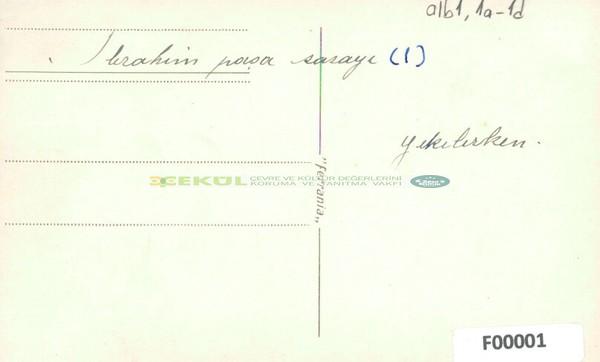 alb1, 1a-1d
İbrahim paşa sarayı (1)
yıkılırken.
ÇEKÜL ÇEVRE VE KÜLTÜR DEĞERLERİNİ
KORUMA VE TANITMA VAKFI
"Ferrania"
F00001